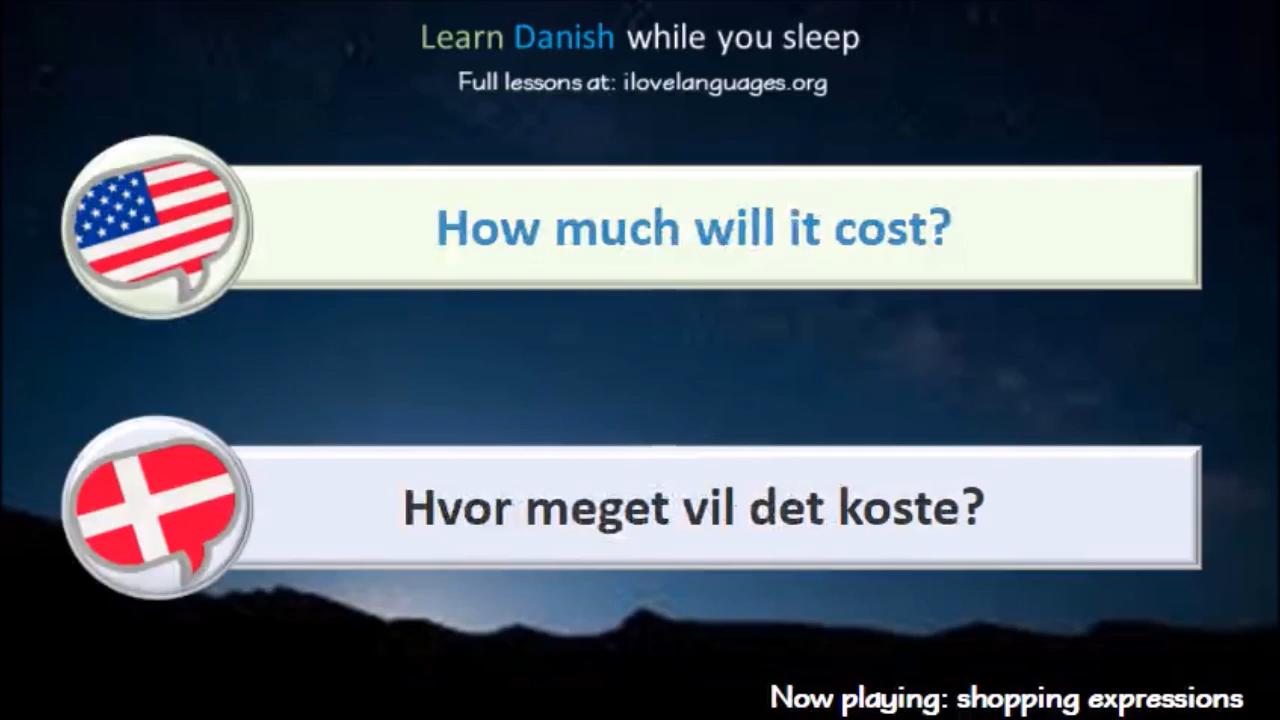 Learn Danish while you sleep
Full lessons at: ilovelanguages.org
How much will it cost?
Hvor meget vil det koste?
Now playing: shopping expressions